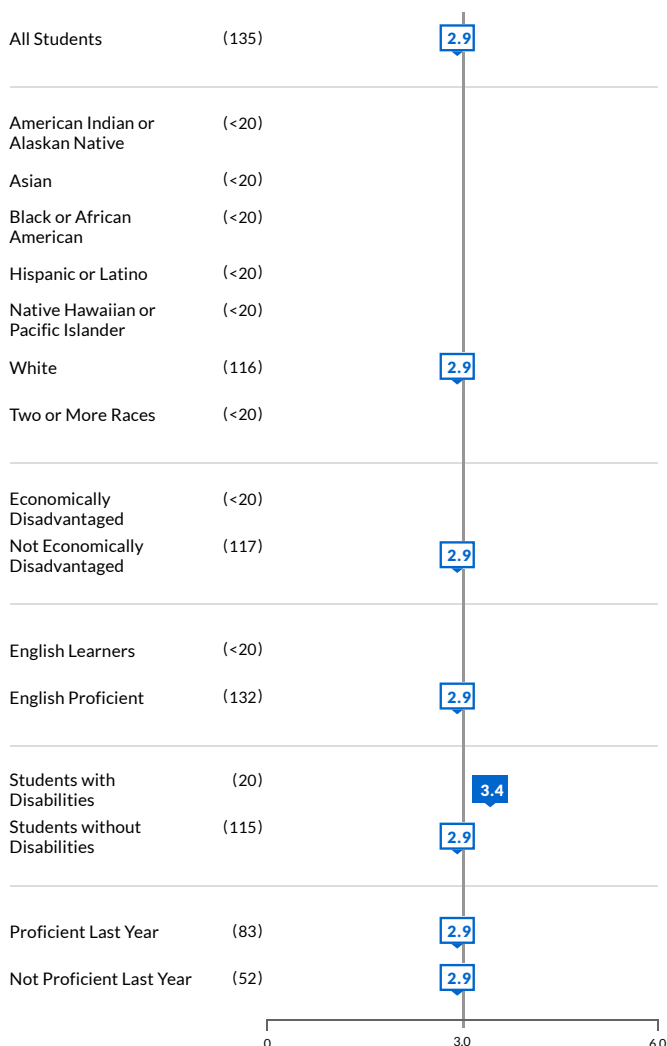 All Students (135) 2.9
American Indian or (<20)
Alaskan Native
Asian (<20)
Black or African (<20)
American
Hispanic or Latino (<20)
Native Hawaiian or (<20)
Pacific Islander
White (116) 2.9
Two or More Races (<20)
Economically (<20)
Disadvantaged
Not Economically (117) 2.9
Disadvantaged
English Learners (<20)
English Proficient (132) 2.9
Students with (20) 3.4
Disabilities
Students without (115) 2.9
Disabilities
Proficient Last Year (83) 2.9
Not Proficient Last Year (52) 2.9
0 3.0 6.0